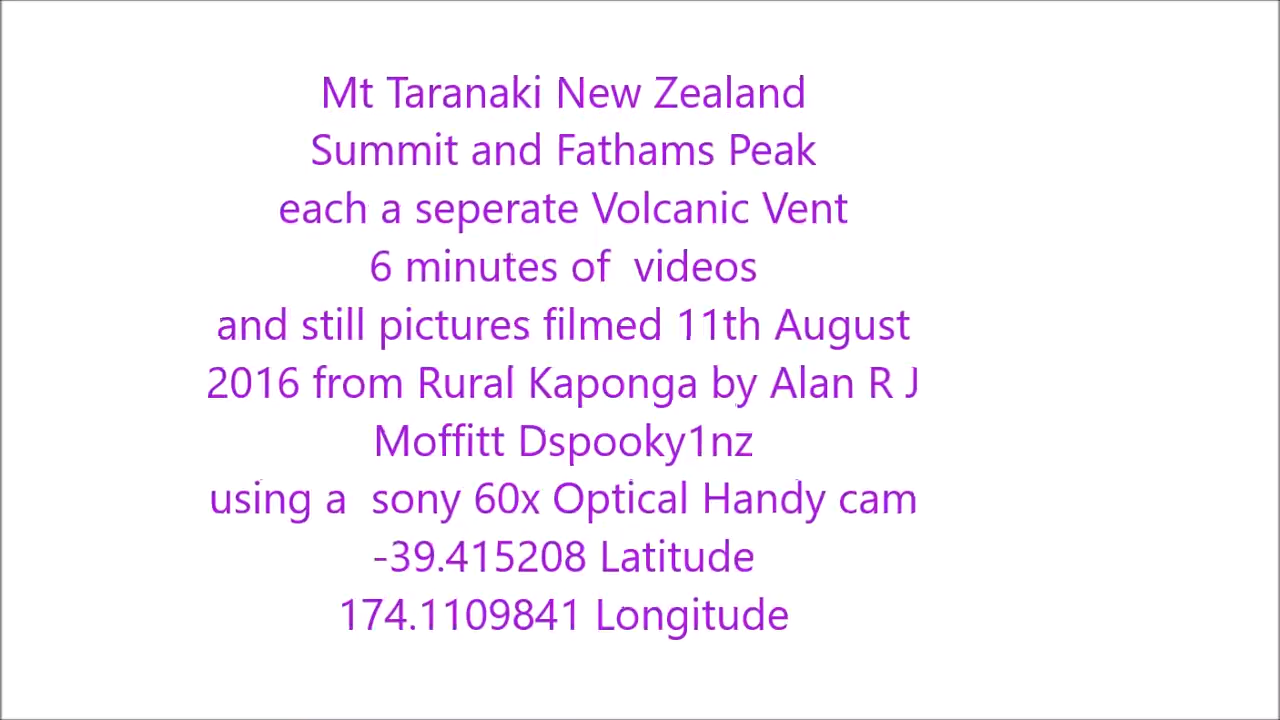 Mt Taranaki New Zealand
Summit and Fathams Peak
each a seperate Volcanic Vent
6 minutes of  videos
and still pictures filmed 11th August
2016 from Rural Kaponga by Alan R J
Moffitt Dspooky1nz
using a  sony 60x Optical Handy cam
-39.415208 Latitude
174.1109841 Longitude